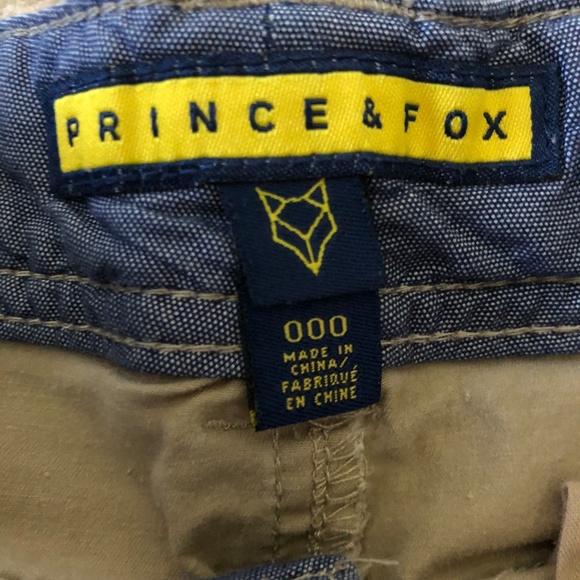 PRINCE & FOX
000
MADE IN
CHINA/
FABRIQUÉ
EN CHINE